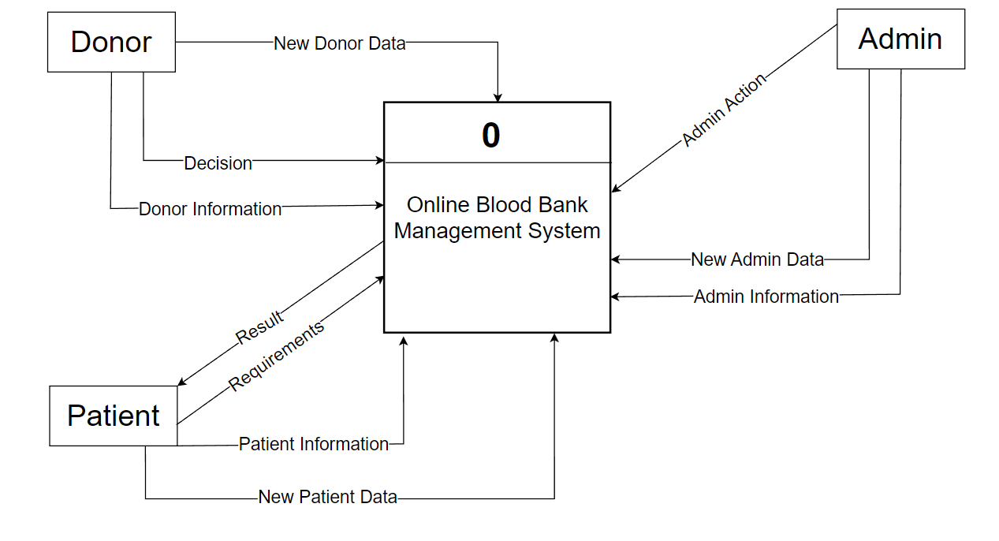 Donor
New Donor Data
Admin
Admin Action
0
Decision
Donor Information
Online Blood Bank
Management System
New Admin Data
Admin Information
Result
Requirements
Patient
Patient Information
New Patient Data